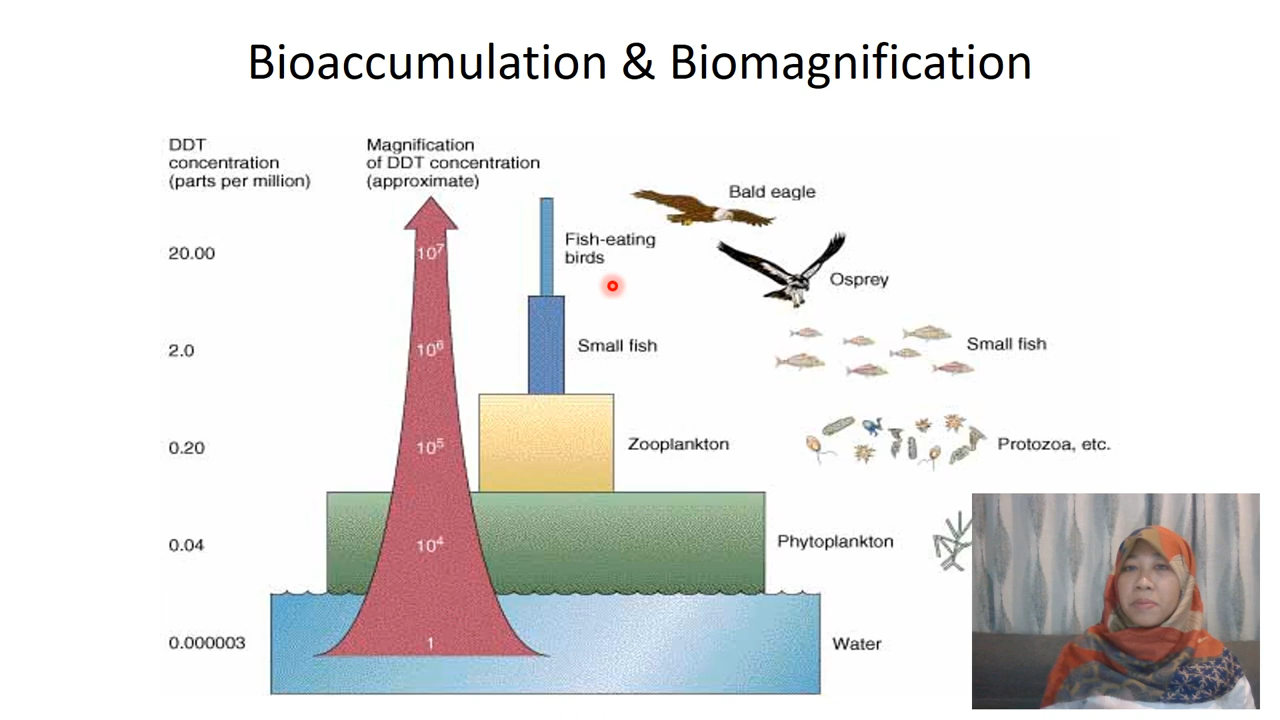 Bioaccumulation & Biomagnification
DDT
concentration
(parts per million)
Magnification
of DDT concentration
(approximate)
Bald eagle
Fish-eating
birds
20.00
10⁷
Osprey
2.0
10⁶
Small fish
Small fish
0.20
10⁵
Zooplankton
Protozoa, etc.
0.04
10⁴
Phytoplankton
0.000003
1
Water